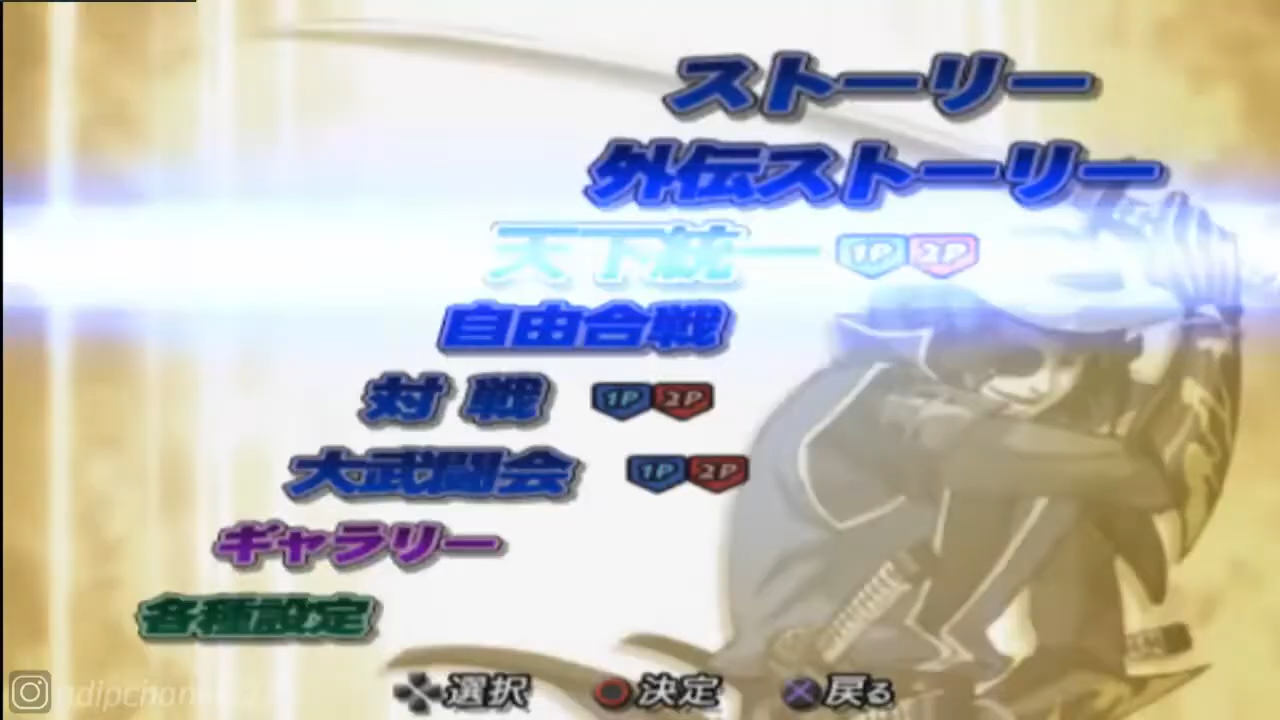 ストーリー
外伝ストーリー
天下統一 1P 2P
自由合戦
対戦 1P 2P
大武闘会 1P 2P
ギャラリー
各種設定
選択 決定 戻る